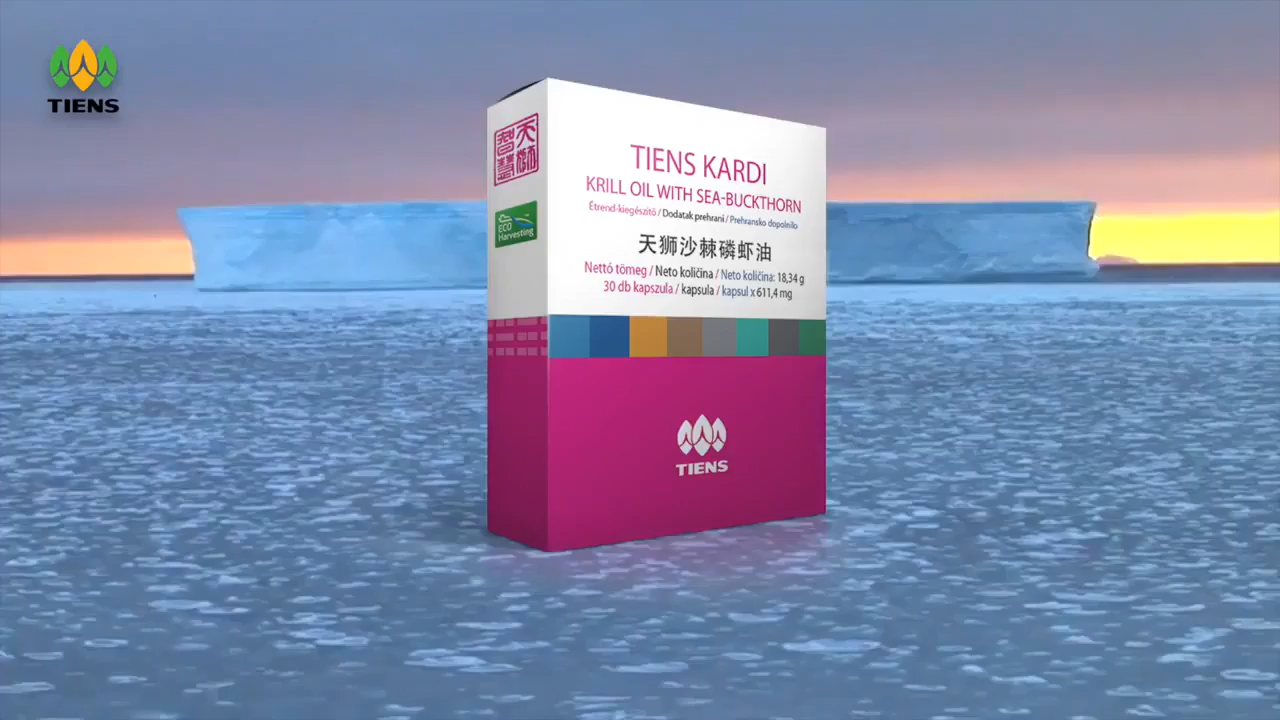 TIENS
天狮
智慧
ECO
Harvesting
TIENS KARDI
KRILL OIL WITH SEA-BUCKTHORN
Étrend-kiegészítő / Dodatak prehrani / Prehransko dopolnilo
天狮沙棘磷虾油
Nettó tömeg / Neto količina / Neto količina: 18,34 g
30 db kapszula / kapsula / kapsul x 611,4 mg
TIENS